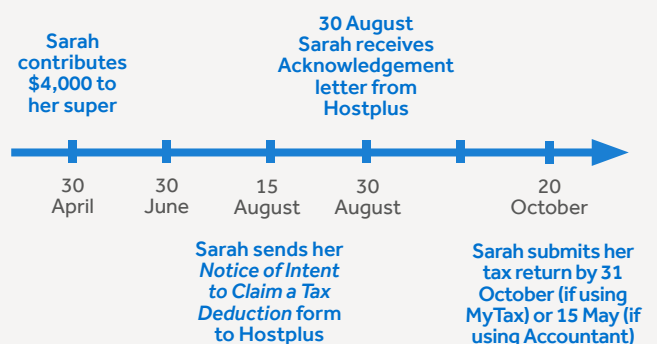 Sarah
contributes
$4,000 to
her super
30 August
Sarah receives
Acknowledgement
letter from
Hostplus
30
April
30
June
15
August
30
August
20
October
Sarah sends her
Notice of Intent
to Claim a Tax
Deduction form
to Hostplus
Sarah submits her
tax return by 31
October (if using
MyTax) or 15 May (if
using Accountant)